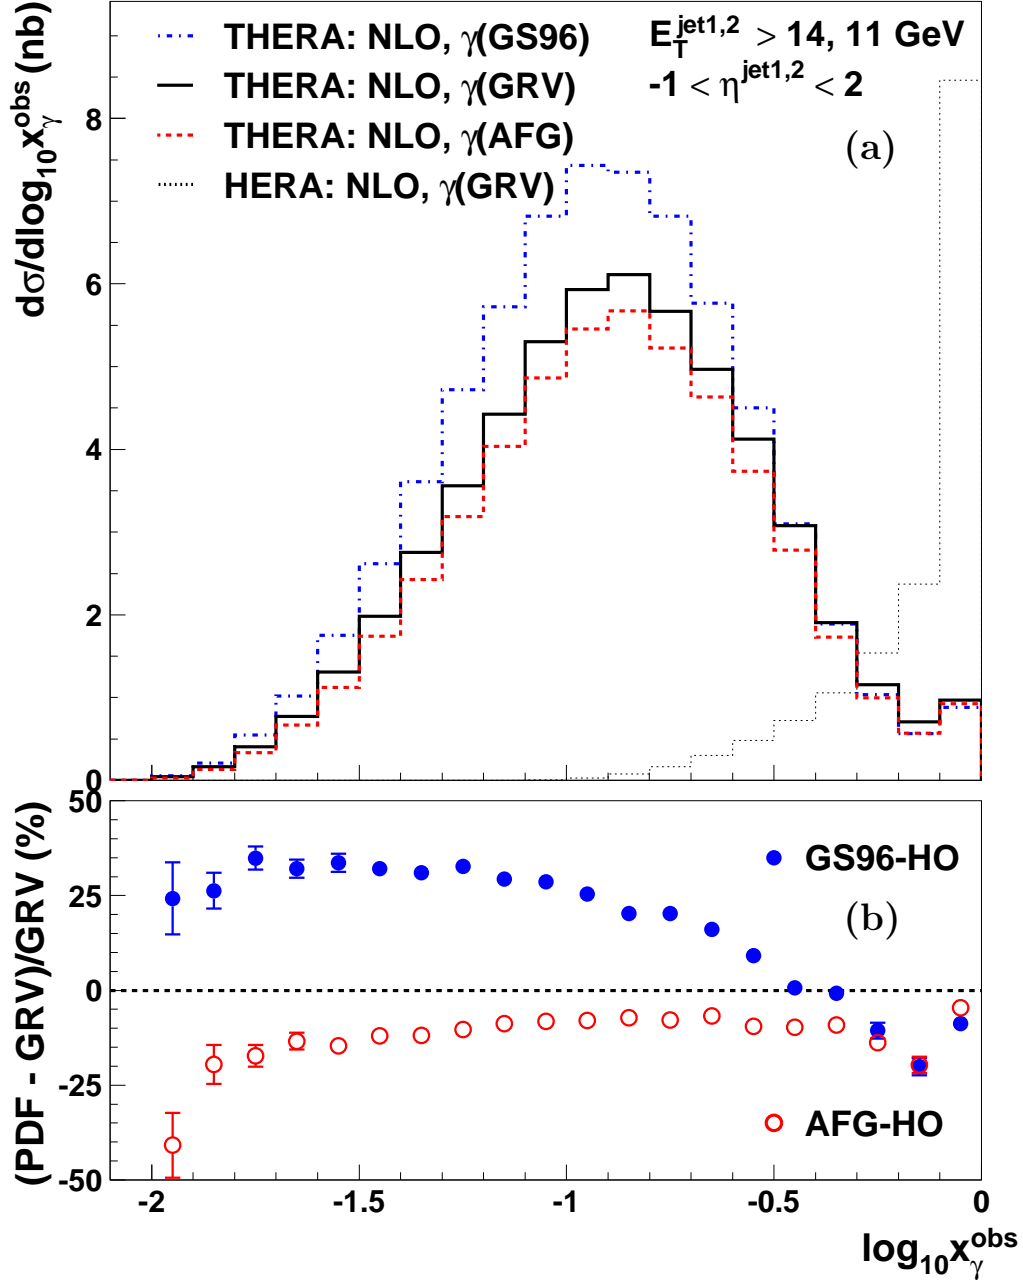 dσ/dlog₁₀xγ^obs (nb)
THERA: NLO, γ(GS96)
THERA: NLO, γ(GRV)
THERA: NLO, γ(AFG)
HERA: NLO, γ(GRV)
E_T^jet1,2 > 14, 11 GeV
-1 < η^jet1,2 < 2
(a)
8
6
4
2
0
(PDF - GRV)/GRV (%)
50
25
0
-25
-50
GS96-HO
(b)
AFG-HO
-2 -1.5 -1 -0.5 0
log₁₀xγ^obs